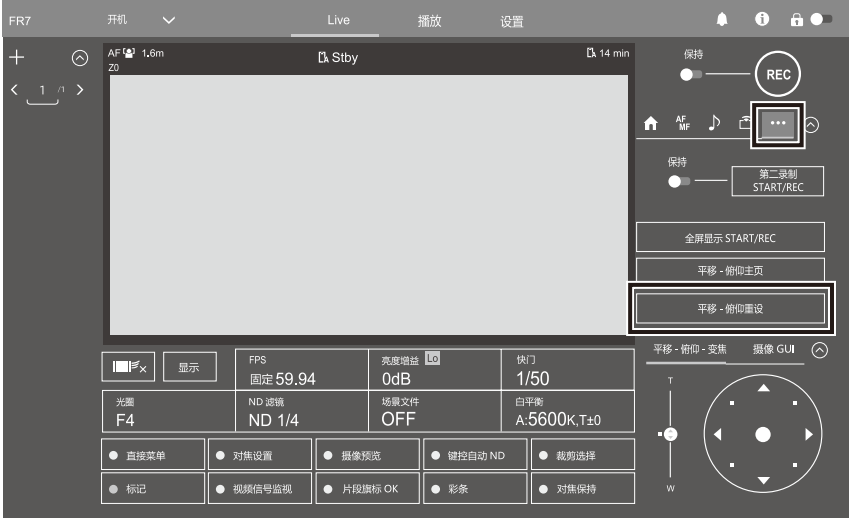 FR7 开机 Live 播放 设置
1 /1
AF 1.6m Stby 14 min
Z0
保持
REC
AF
MF
保持
第二录制
START/REC
全屏显示 START/REC
平移 - 俯仰主页
平移 - 俯仰重设
平移 - 俯仰 - 变焦 摄像 GUI
T
W
显示
FPS
固定 59.94
亮度增益 Lo
0dB
快门
1/50
光圈
F4
ND 滤镜
ND 1/4
场景文件
OFF
白平衡
A:5600K,T±0
直接菜单 对焦设置 摄像预览 键控自动 ND 裁剪选择
标记 视频信号监视 片段旗标 OK 彩条 对焦保持